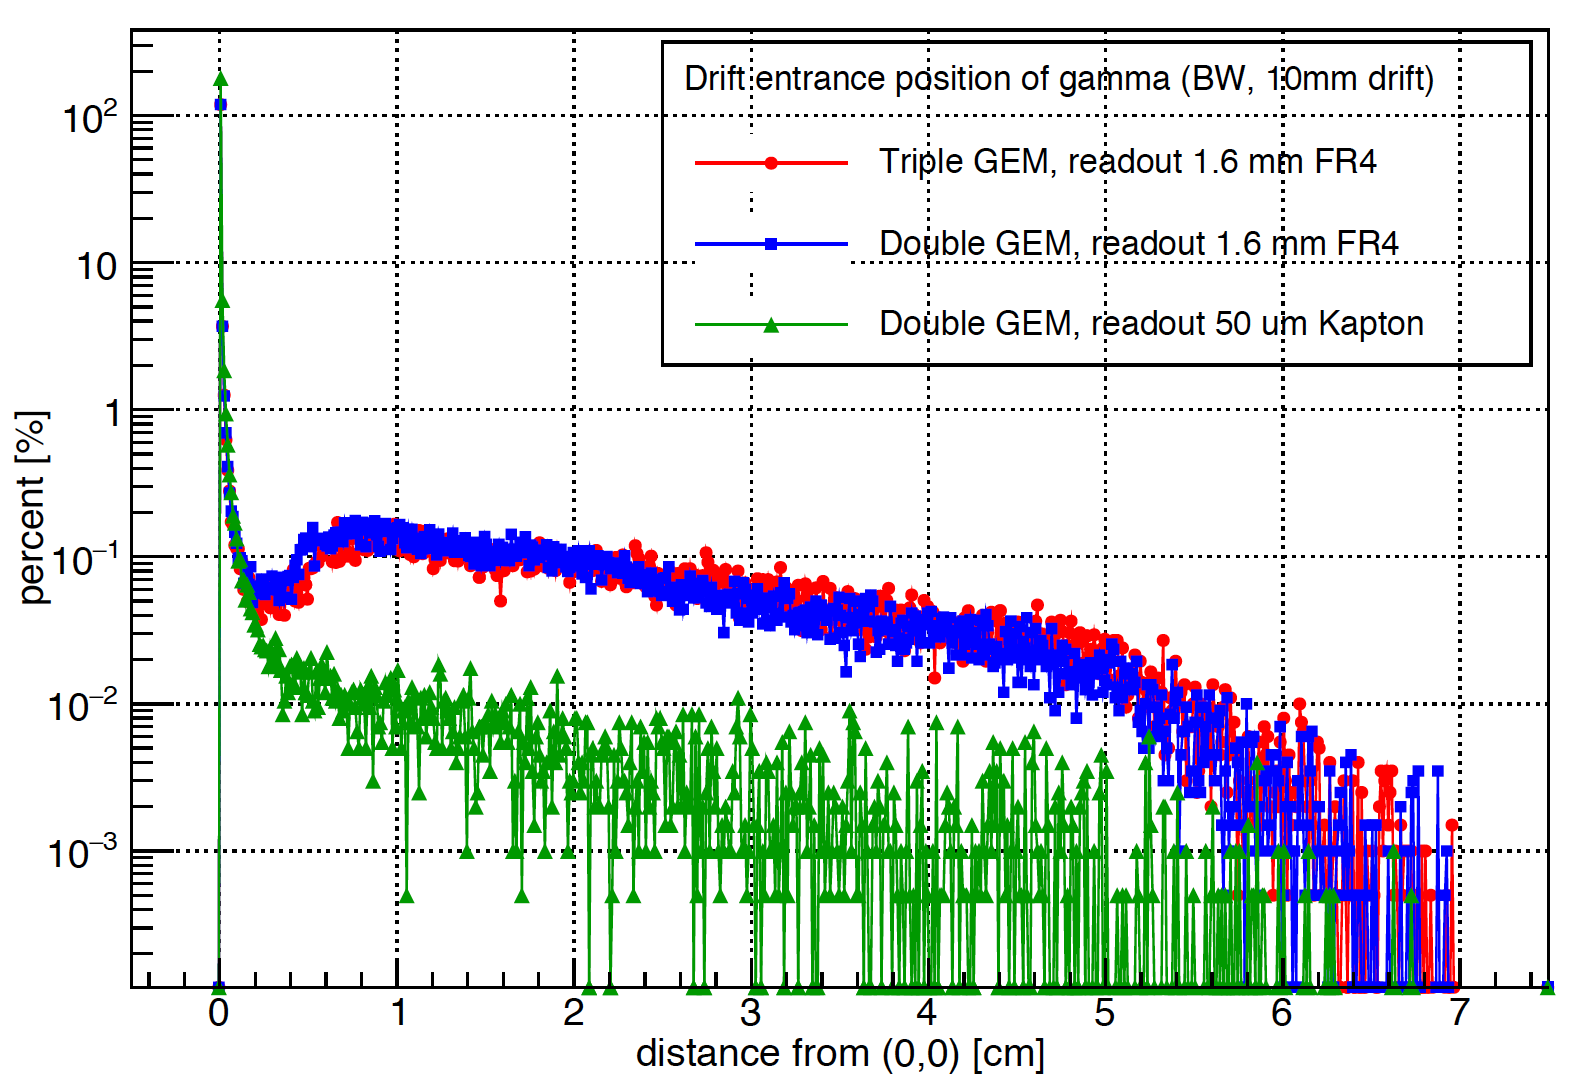 Drift entrance position of gamma (BW, 10mm drift)
Triple GEM, readout 1.6 mm FR4
Double GEM, readout 1.6 mm FR4
Double GEM, readout 50 um Kapton
percent [%]
10²
10
1
10⁻¹
10⁻²
10⁻³
0 1 2 3 4 5 6 7
distance from (0,0) [cm]